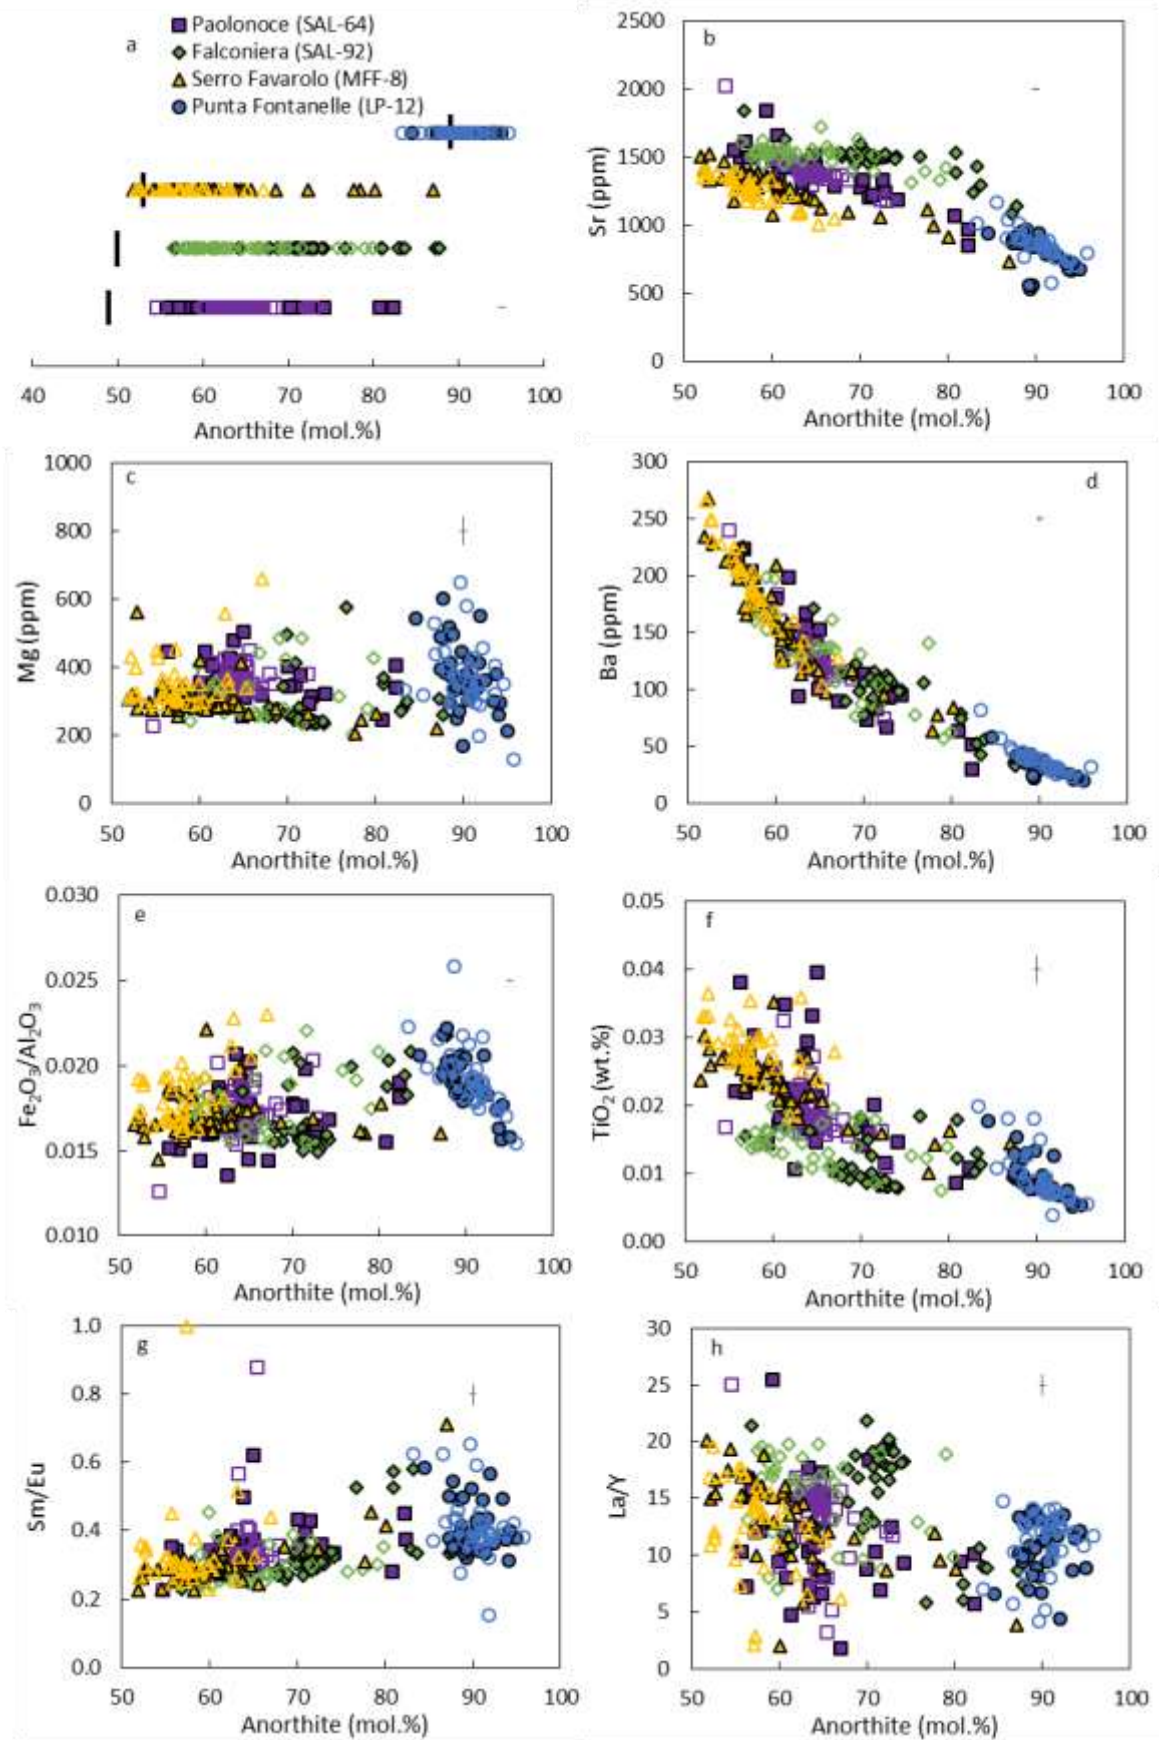 a
Paolonoce (SAL-64)
Falconiera (SAL-92)
Serro Favarolo (MFF-8)
Punta Fontanelle (LP-12)
40 50 60 70 80 90 100
Anorthite (mol.%)
b
Sr (ppm)
2500
2000
1500
1000
500
0
50 60 70 80 90 100
Anorthite (mol.%)
c
Mg (ppm)
1000
800
600
400
200
0
50 60 70 80 90 100
Anorthite (mol.%)
d
Ba (ppm)
300
250
200
150
100
50
0
50 60 70 80 90 100
Anorthite (mol.%)
e
Fe₂O₃/Al₂O₃
0.030
0.025
0.020
0.015
0.010
50 60 70 80 90 100
Anorthite (mol.%)
f
TiO₂ (wt.%)
0.05
0.04
0.03
0.02
0.01
0.00
50 60 70 80 90 100
Anorthite (mol.%)
g
Sm/Eu
1.0
0.8
0.6
0.4
0.2
0.0
50 60 70 80 90 100
Anorthite (mol.%)
h
La/Y
30
25
20
15
10
5
0
50 60 70 80 90 100
Anorthite (mol.%)